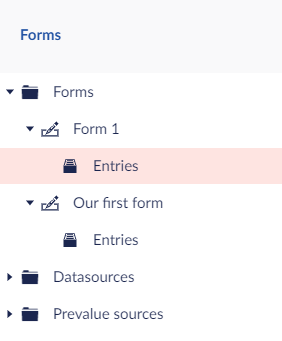 Forms
Forms
Form 1
Entries
Our first form
Entries
Datasources
Prevalue sources